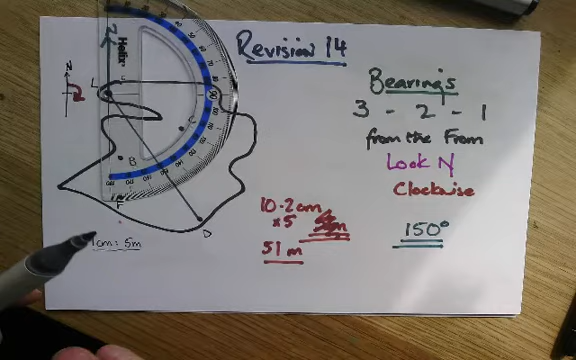 Revision 14
Bearings
3 - 2 - 1
from the From
Look N
Clockwise
150°
10.2cm
x5
51m
1cm: 5m
Helix
N
L
B
C
F
D